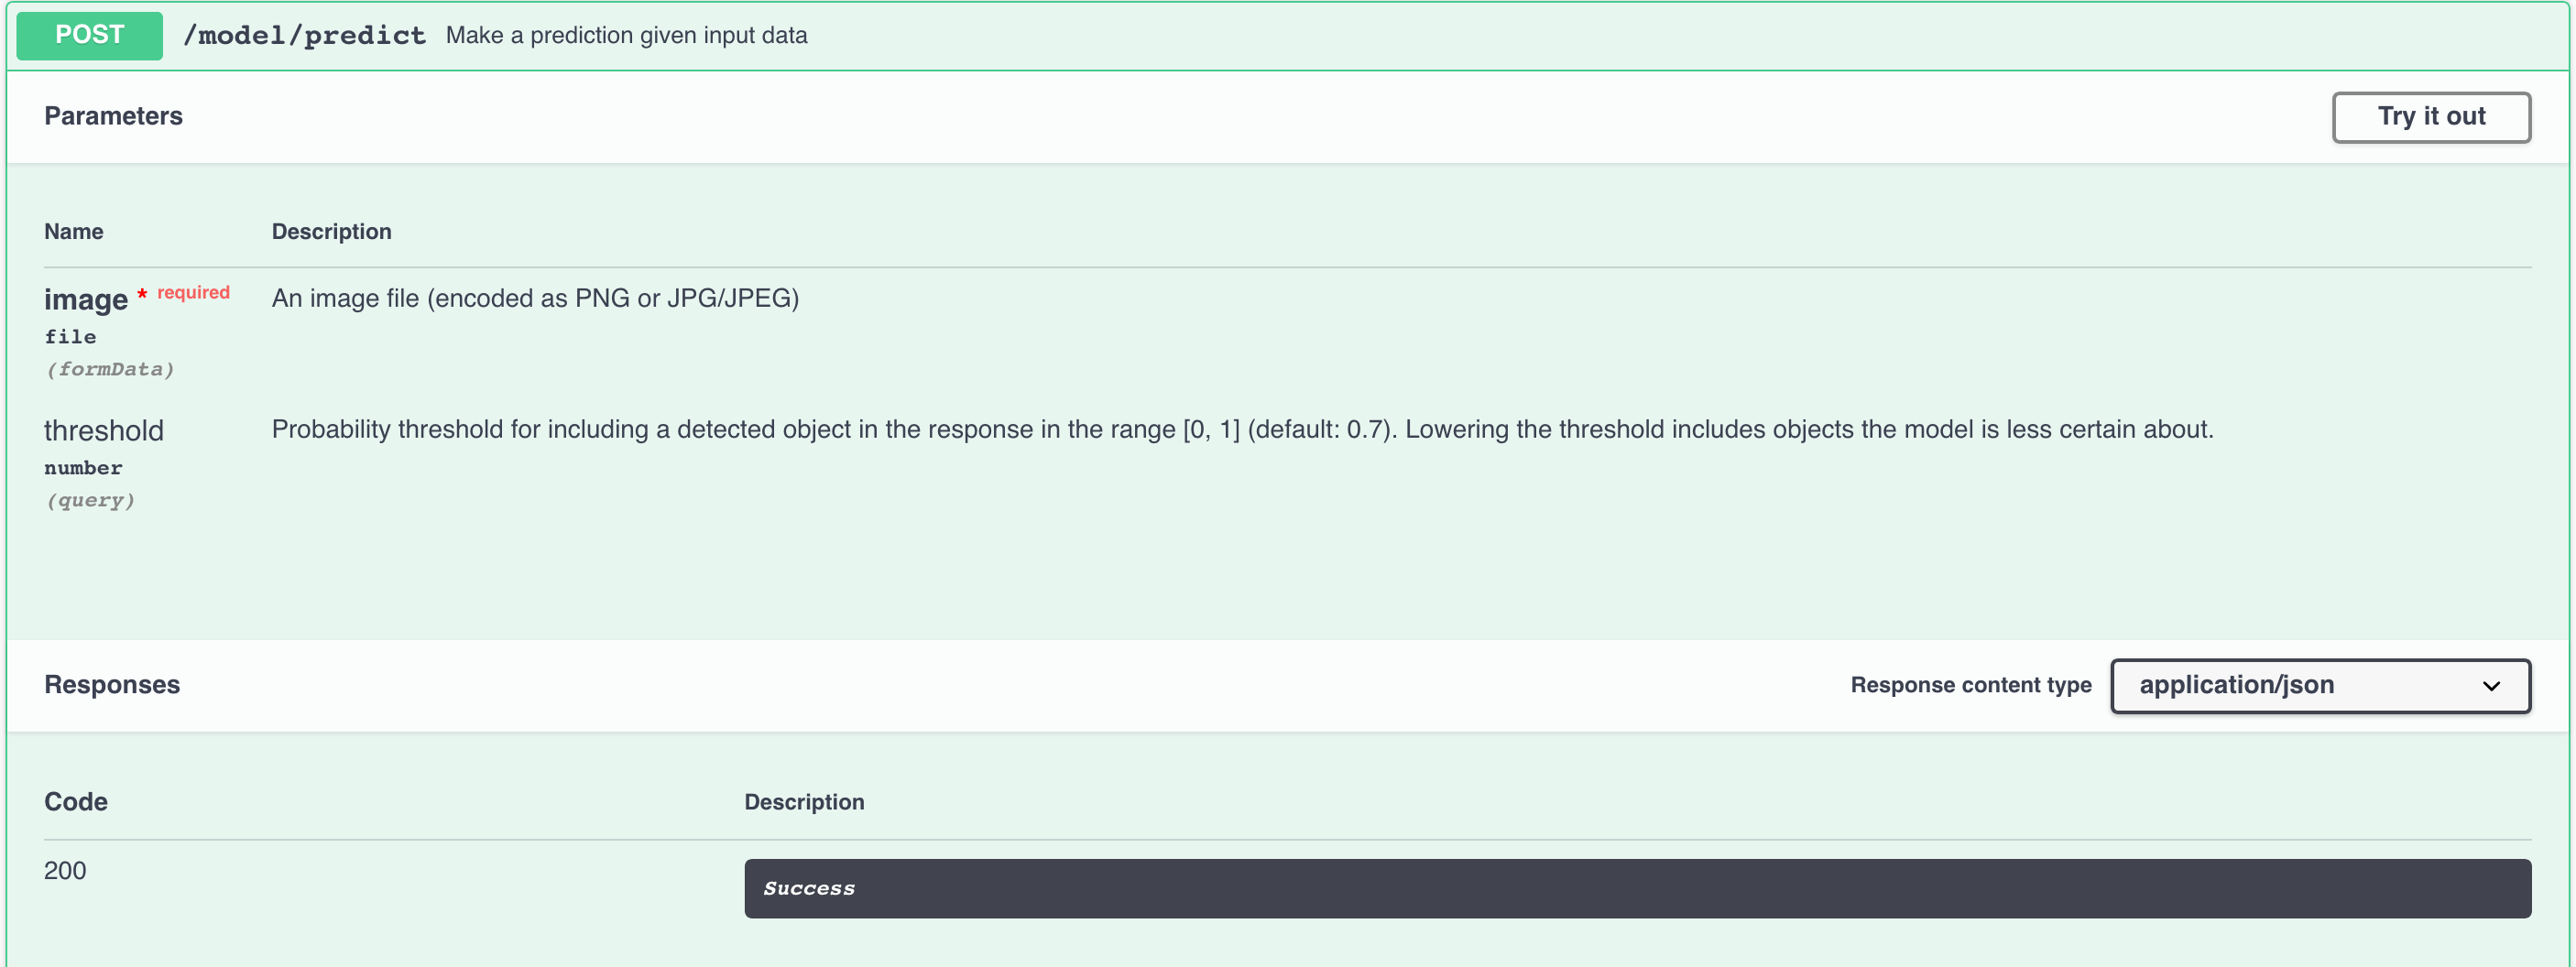 POST /model/predict Make a prediction given input data
Parameters Try it out
Name Description
image * required An image file (encoded as PNG or JPG/JPEG)
file
(formData)
threshold Probability threshold for including a detected object in the response in the range [0, 1] (default: 0.7). Lowering the threshold includes objects the model is less certain about.
number
(query)
Responses Response content type application/json
Code Description
200 Success